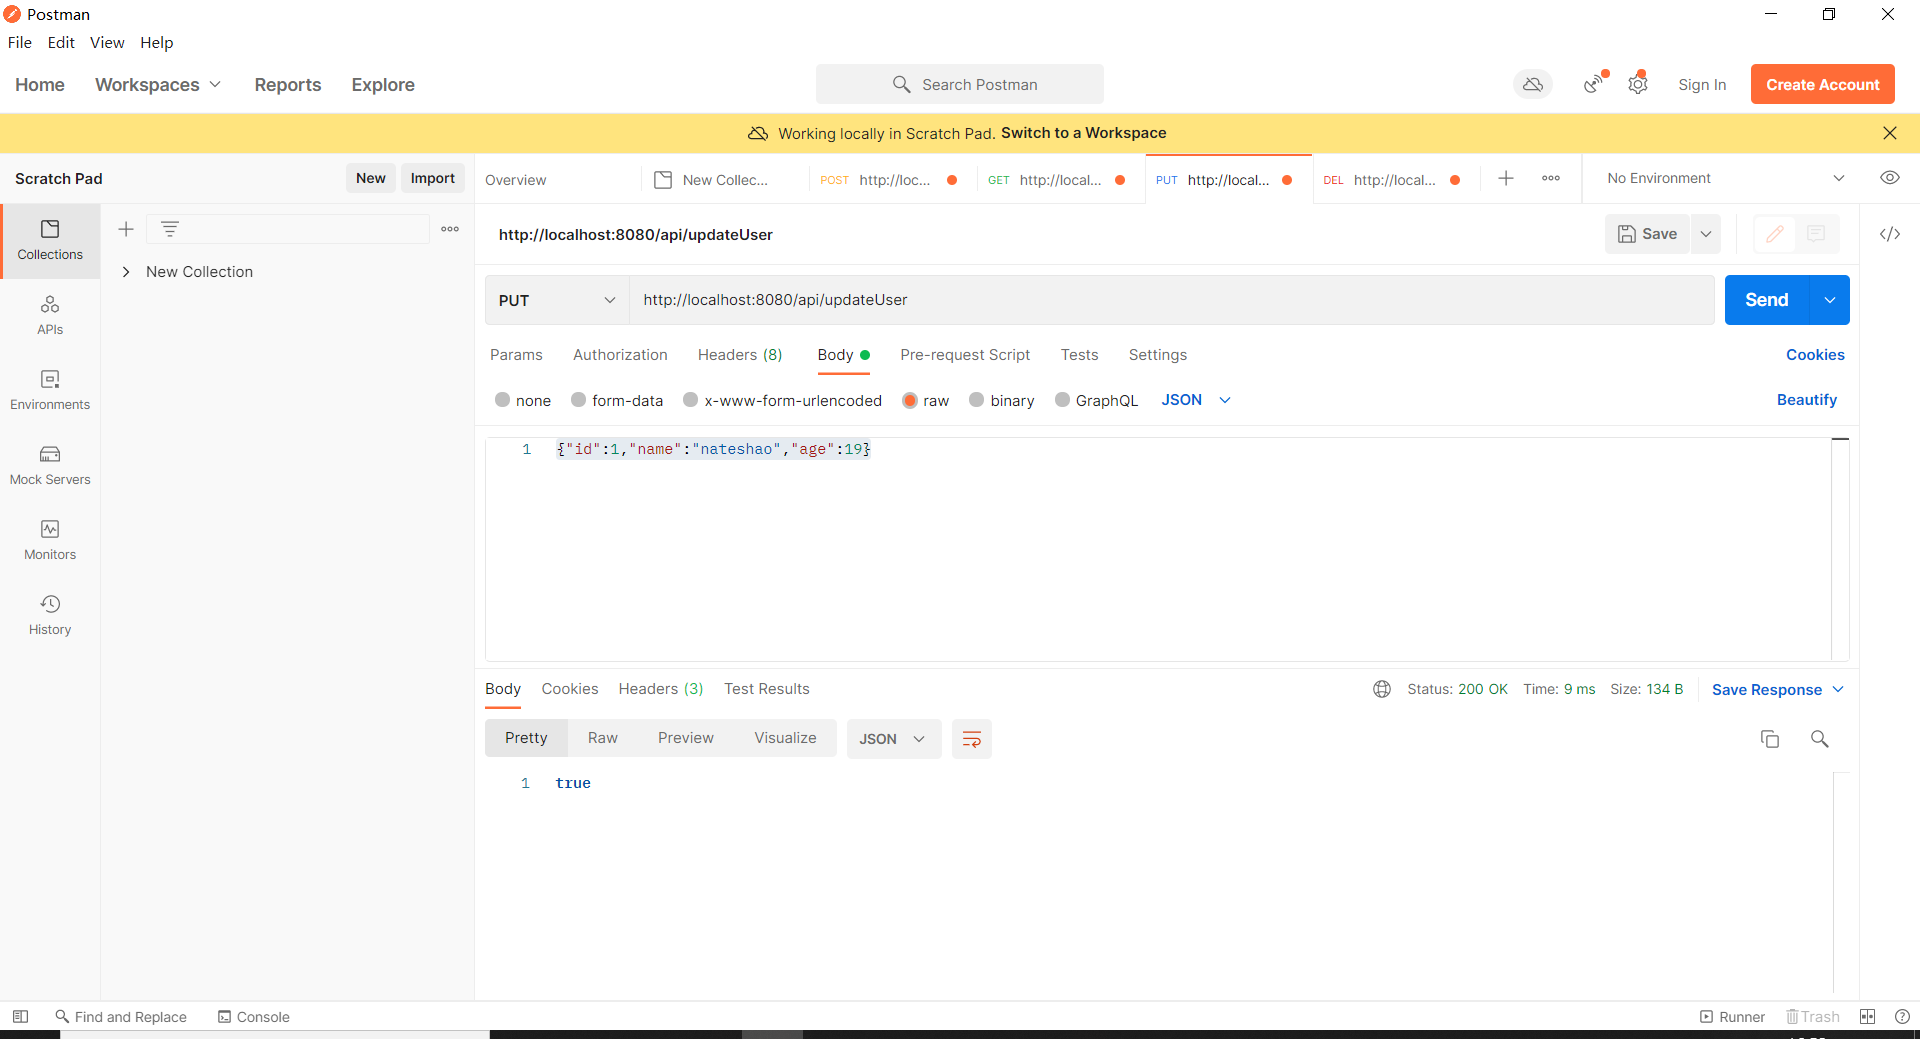 Postman
File Edit View Help
Home Workspaces Reports Explore Search Postman Sign In Create Account
Working locally in Scratch Pad. Switch to a Workspace
Scratch Pad New Import Overview New Collec... POST http://loc... GET http://local... PUT http://local... DEL http://local... No Environment
Collections
New Collection
APIs
Environments
Mock Servers
Monitors
History
http://localhost:8080/api/updateUser Save
PUT http://localhost:8080/api/updateUser Send
Params Authorization Headers (8) Body Pre-request Script Tests Settings Cookies
none form-data x-www-form-urlencoded raw binary GraphQL JSON Beautify
1 {"id":1,"name":"nateshao","age":19}
Body Cookies Headers (3) Test Results Status: 200 OK Time: 9 ms Size: 134 B Save Response
Pretty Raw Preview Visualize JSON
1 true
Find and Replace Console Runner Trash